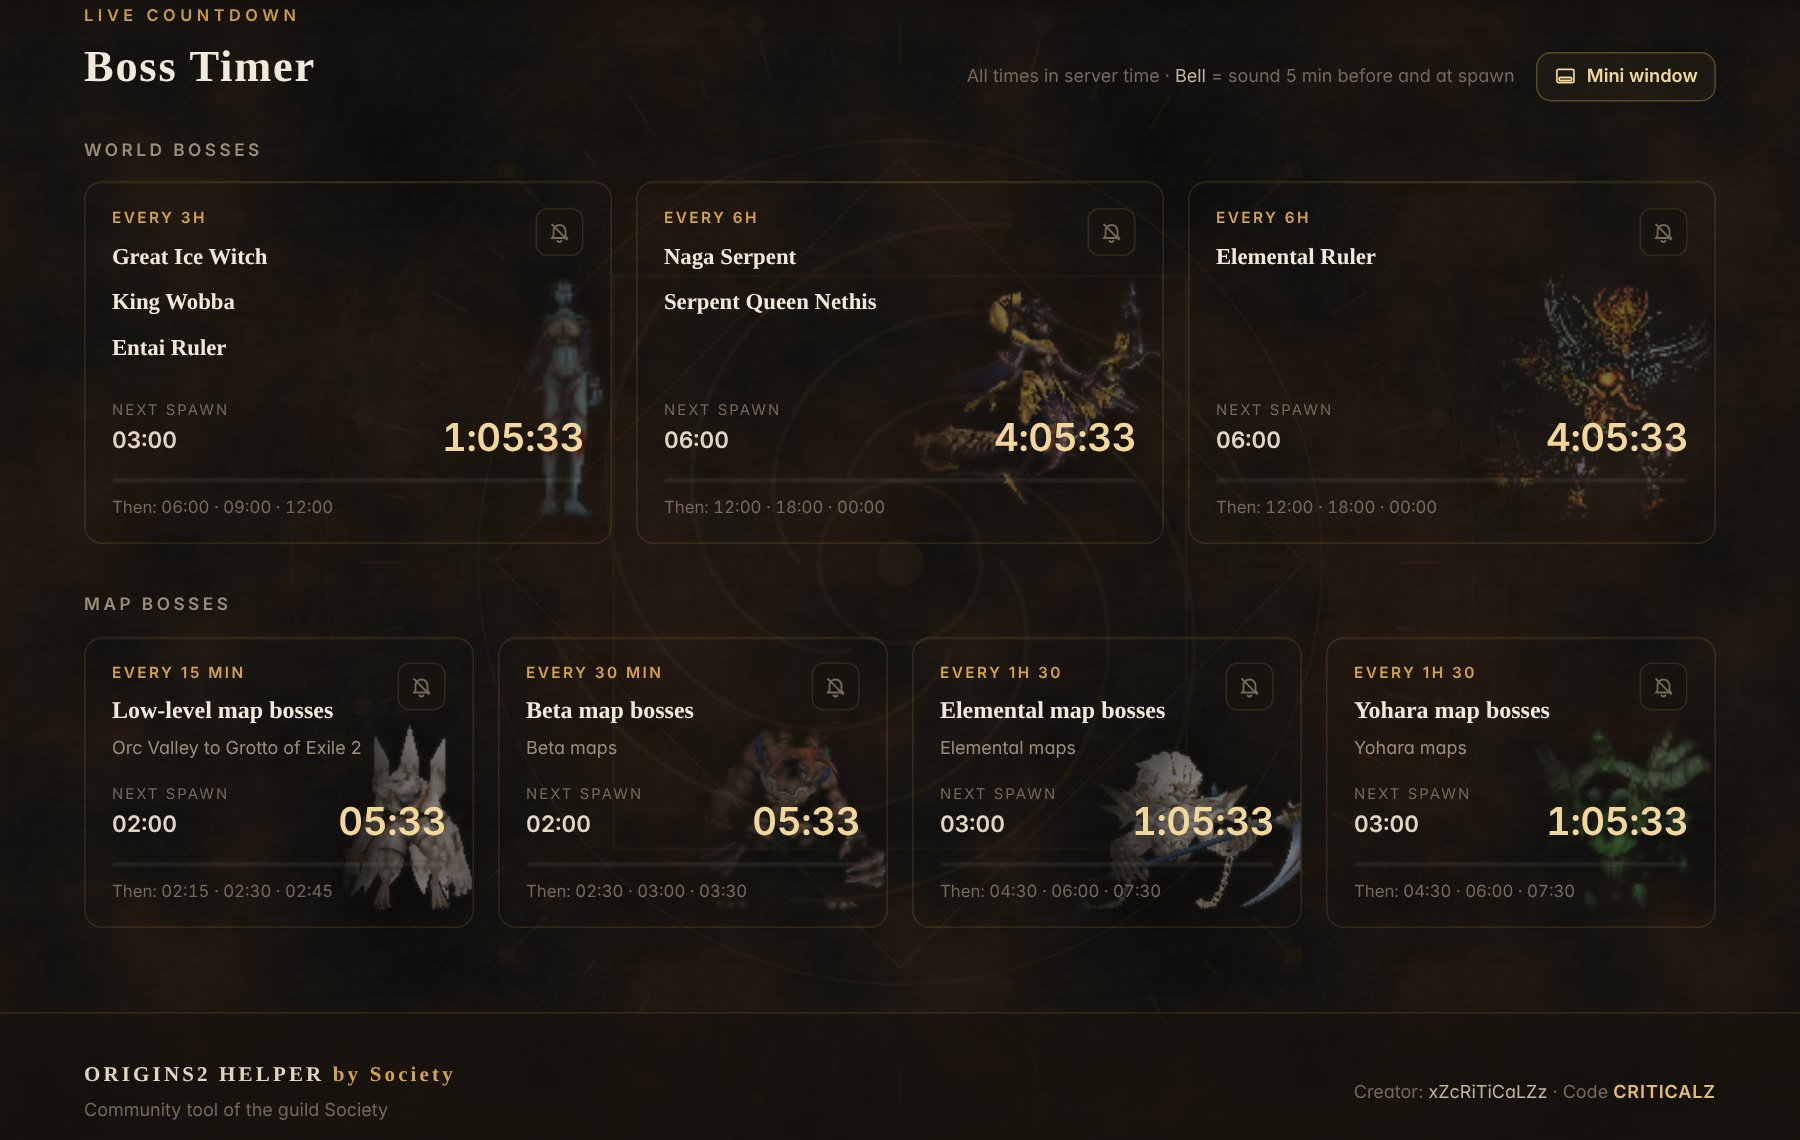 LIVE COUNTDOWN
Boss Timer
All times in server time · Bell = sound 5 min before and at spawn
Mini window
WORLD BOSSES
EVERY 3H
Great Ice Witch
King Wobba
Entai Ruler
NEXT SPAWN
03:00
1:05:33
Then: 06:00 · 09:00 · 12:00
EVERY 6H
Naga Serpent
Serpent Queen Nethis
NEXT SPAWN
06:00
4:05:33
Then: 12:00 · 18:00 · 00:00
EVERY 6H
Elemental Ruler
NEXT SPAWN
06:00
4:05:33
Then: 12:00 · 18:00 · 00:00
MAP BOSSES
EVERY 15 MIN
Low-level map bosses
Orc Valley to Grotto of Exile 2
NEXT SPAWN
02:00
05:33
Then: 02:15 · 02:30 · 02:45
EVERY 30 MIN
Beta map bosses
Beta maps
NEXT SPAWN
02:00
05:33
Then: 02:30 · 03:00 · 03:30
EVERY 1H 30
Elemental map bosses
Elemental maps
NEXT SPAWN
03:00
1:05:33
Then: 04:30 · 06:00 · 07:30
EVERY 1H 30
Yohara map bosses
Yohara maps
NEXT SPAWN
03:00
1:05:33
Then: 04:30 · 06:00 · 07:30
ORIGINS2 HELPER by Society
Community tool of the guild Society
Creator: xZcRiTiCaLZz · Code CRITICALZ